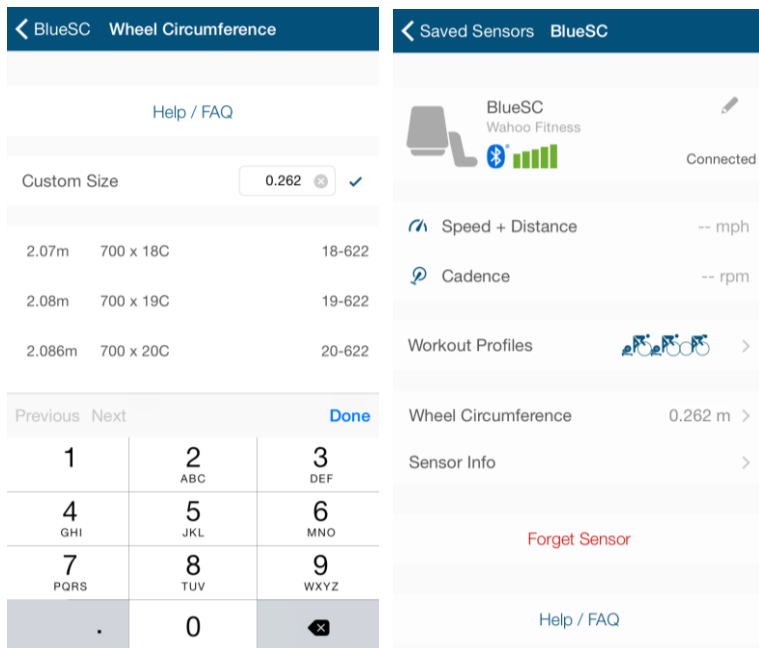 BlueSC Wheel Circumference
Help / FAQ
Custom Size 0.262
2.07m 700 x 18C 18-622
2.08m 700 x 19C 19-622
2.086m 700 x 20C 20-622
Previous Next Done
1 2 3
ABC DEF
4 5 6
GHI JKL MNO
7 8 9
PQRS TUV WXYZ
. 0
Saved Sensors BlueSC
BlueSC
Wahoo Fitness
Connected
Speed + Distance -- mph
Cadence -- rpm
Workout Profiles
Wheel Circumference 0.262 m
Sensor Info
Forget Sensor
Help / FAQ